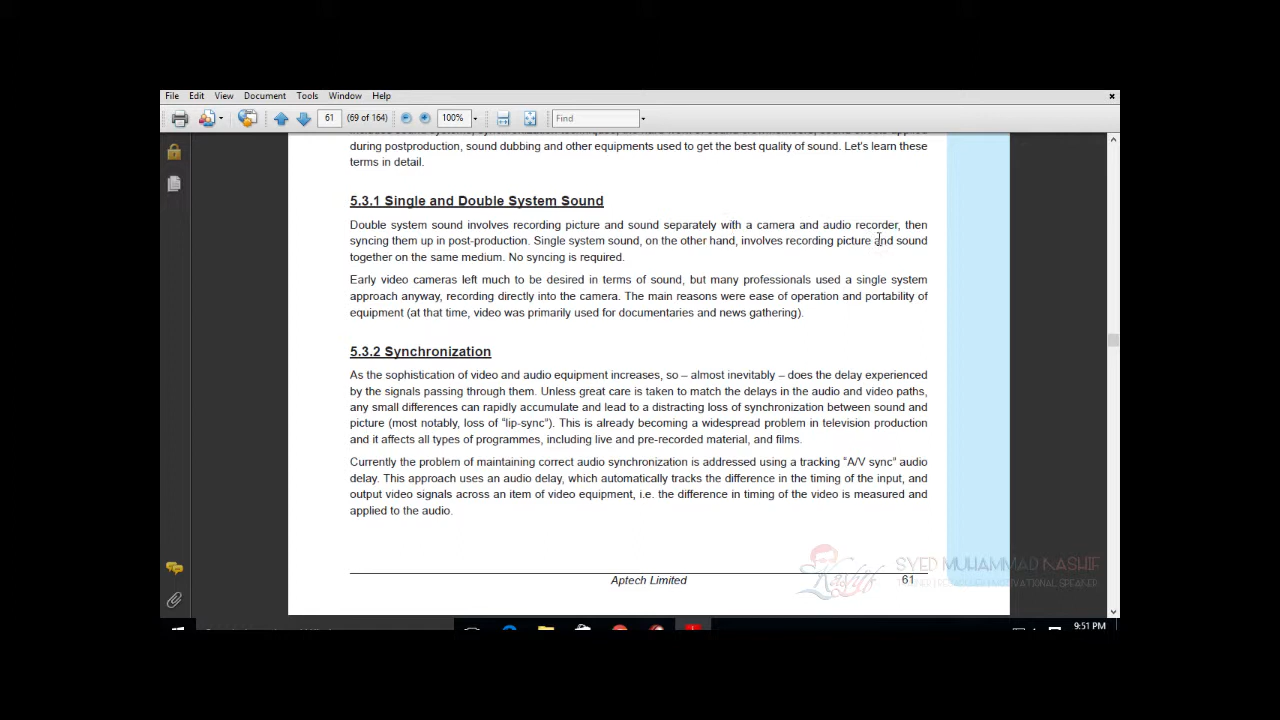 File Edit View Document Tools Window Help
61 (69 of 164) 100% Find
during postproduction, sound dubbing and other equipments used to get the best quality of sound. Let's learn these
terms in detail.
5.3.1 Single and Double System Sound
Double system sound involves recording picture and sound separately with a camera and audio recorder, then
syncing them up in post-production. Single system sound, on the other hand, involves recording picture and sound
together on the same medium. No syncing is required.
Early video cameras left much to be desired in terms of sound, but many professionals used a single system
approach anyway, recording directly into the camera. The main reasons were ease of operation and portability of
equipment (at that time, video was primarily used for documentaries and news gathering).
5.3.2 Synchronization
As the sophistication of video and audio equipment increases, so – almost inevitably – does the delay experienced
by the signals passing through them. Unless great care is taken to match the delays in the audio and video paths,
any small differences can rapidly accumulate and lead to a distracting loss of synchronization between sound and
picture (most notably, loss of “lip-sync”). This is already becoming a widespread problem in television production
and it affects all types of programmes, including live and pre-recorded material, and films.
Currently the problem of maintaining correct audio synchronization is addressed using a tracking “A/V sync” audio
delay. This approach uses an audio delay, which automatically tracks the difference in the timing of the input, and
output video signals across an item of video equipment, i.e. the difference in timing of the video is measured and
applied to the audio.
Aptech Limited 61
SYED MUHAMMAD KASHIF
9:51 PM